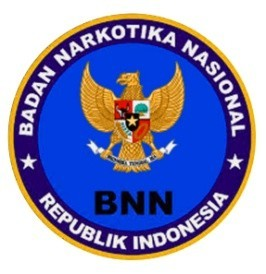 BADAN NARKOTIKA NASIONAL
BNN
REPUBLIK INDONESIA